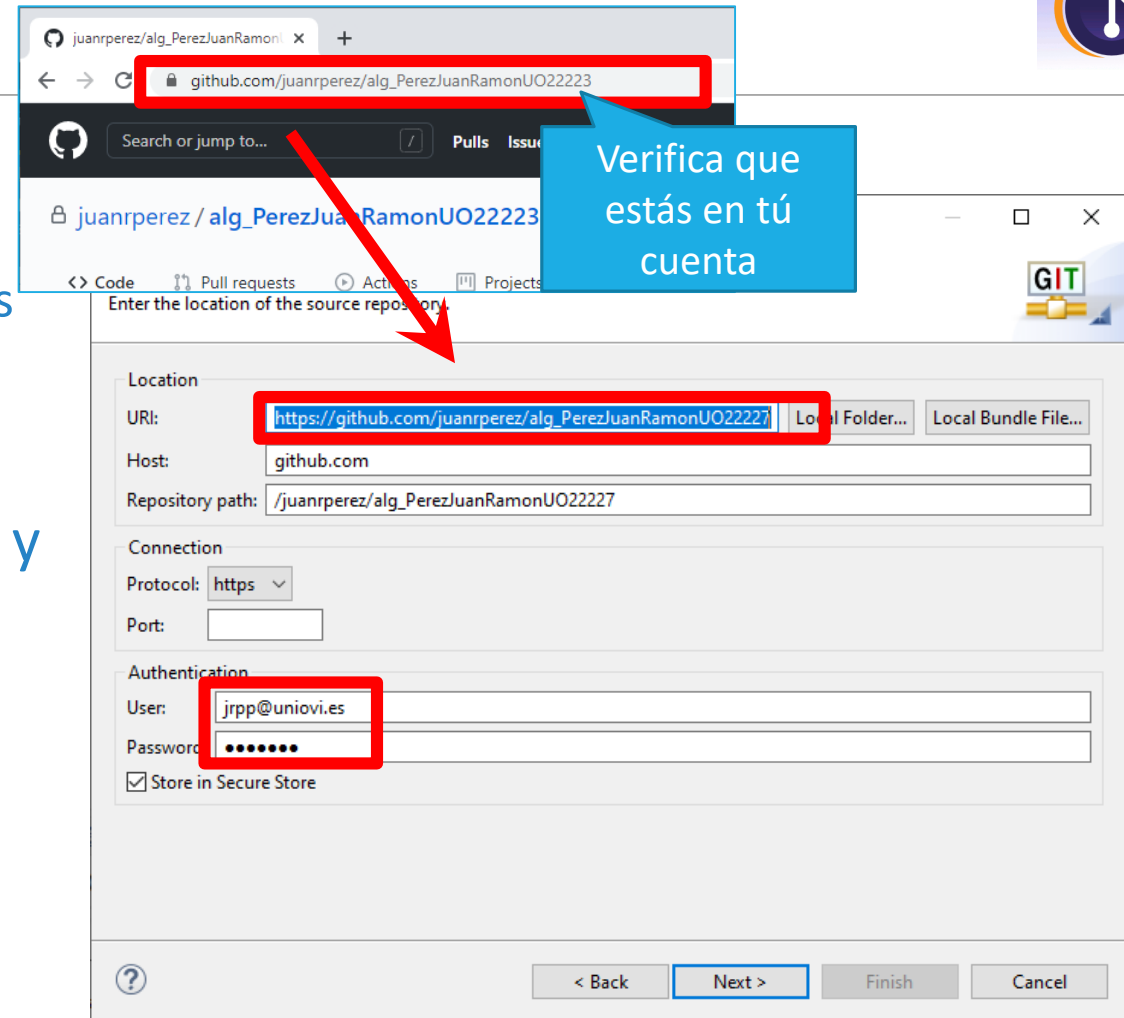 juanrperez/alg_PerezJuanRamon
github.com/juanrperez/alg_PerezJuanRamonUO22223
Search or jump to...
/
Pulls Issue
Verifica que
estás en tú
cuenta
juanrperez / alg_PerezJuanRamonUO22223
<> Code Pull requests Actions Projects
s
Enter the location of the source repository.
GIT
Location
URI: https://github.com/juanrperez/alg_PerezJuanRamonUO22227 Local Folder... Local Bundle File...
Host: github.com
Repository path: /juanrperez/alg_PerezJuanRamonUO22227
y
Connection
Protocol: https
Port:
Authentication
User: jrpp@uniovi.es
Password •••••••
Store in Secure Store
?
< Back Next > Finish Cancel